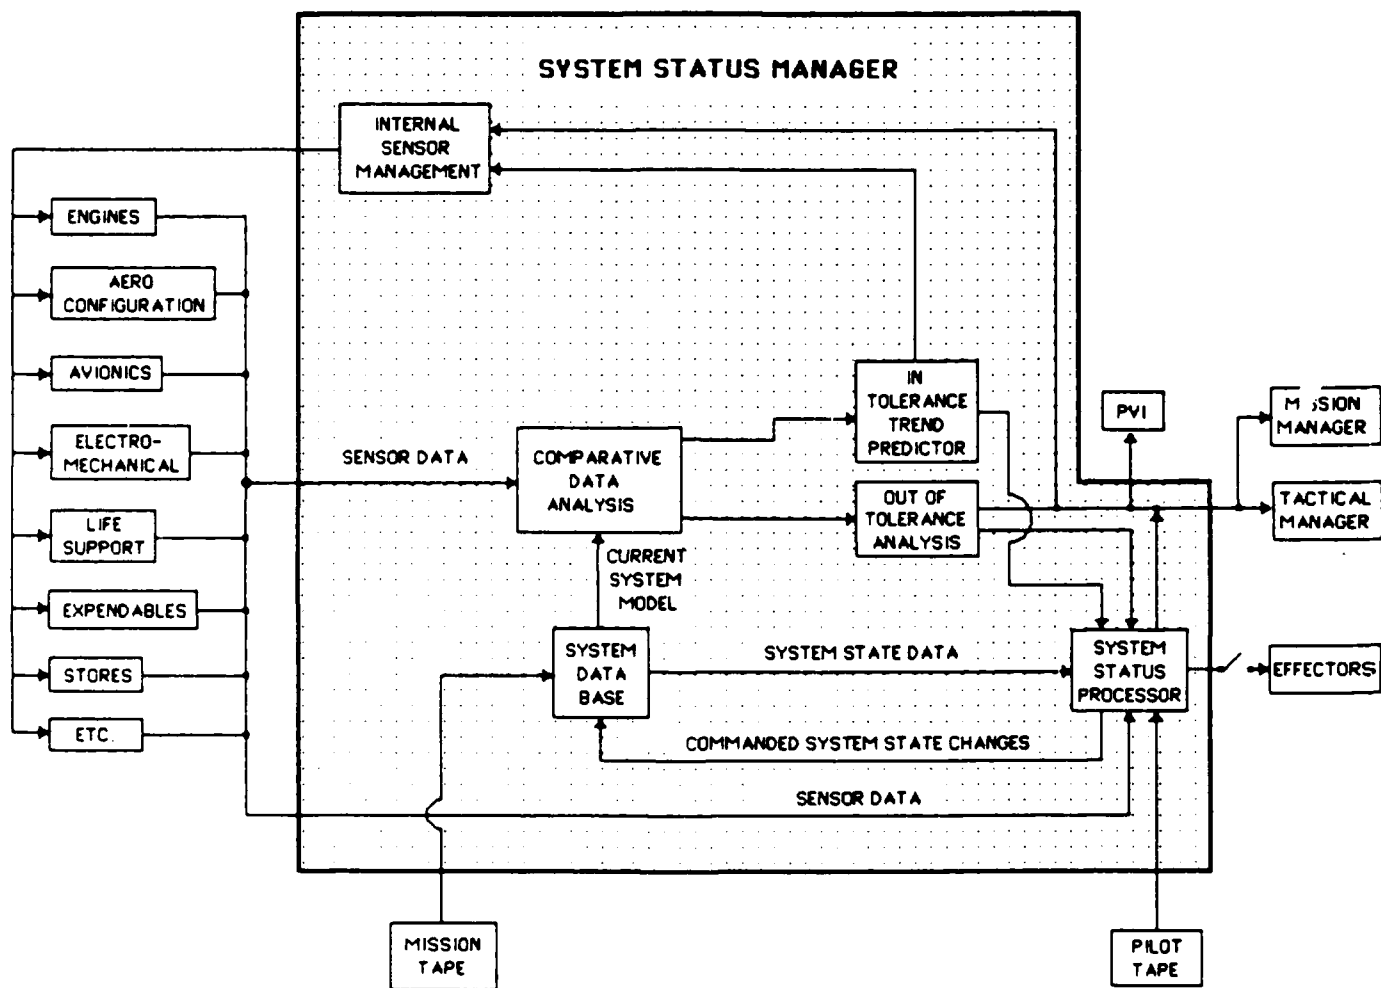 SYSTEM STATUS MANAGER
INTERNAL
SENSOR
MANAGEMENT
ENGINES
AERO
CONFIGURATION
AVIONICS
ELECTRO-
MECHANICAL
LIFE
SUPPORT
EXPENDABLES
STORES
ETC.
SENSOR DATA
COMPARATIVE
DATA
ANALYSIS
IN
TOLERANCE
TREND
PREDICTOR
OUT OF
TOLERANCE
ANALYSIS
PVI
MISSION
MANAGER
TACTICAL
MANAGER
CURRENT
SYSTEM
MODEL
SYSTEM
DATA
BASE
SYSTEM STATE DATA
SYSTEM
STATUS
PROCESSOR
EFFECTORS
COMMANDED SYSTEM STATE CHANGES
SENSOR DATA
MISSION
TAPE
PILOT
TAPE